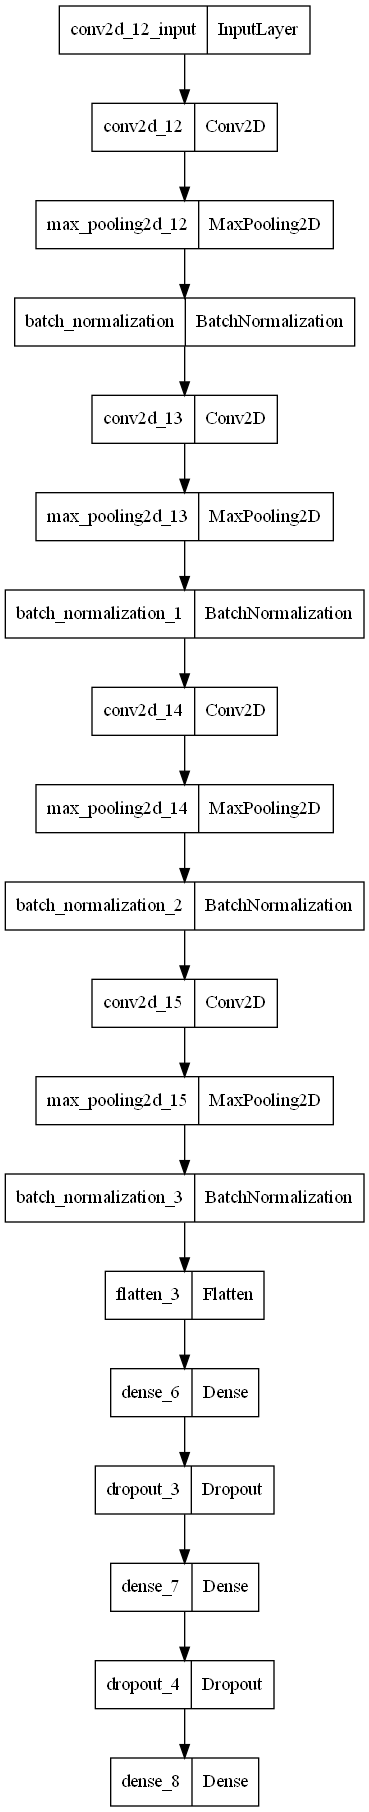 conv2d_12_input InputLayer
conv2d_12 Conv2D
max_pooling2d_12 MaxPooling2D
batch_normalization BatchNormalization
conv2d_13 Conv2D
max_pooling2d_13 MaxPooling2D
batch_normalization_1 BatchNormalization
conv2d_14 Conv2D
max_pooling2d_14 MaxPooling2D
batch_normalization_2 BatchNormalization
conv2d_15 Conv2D
max_pooling2d_15 MaxPooling2D
batch_normalization_3 BatchNormalization
flatten_3 Flatten
dense_6 Dense
dropout_3 Dropout
dense_7 Dense
dropout_4 Dropout
dense_8 Dense